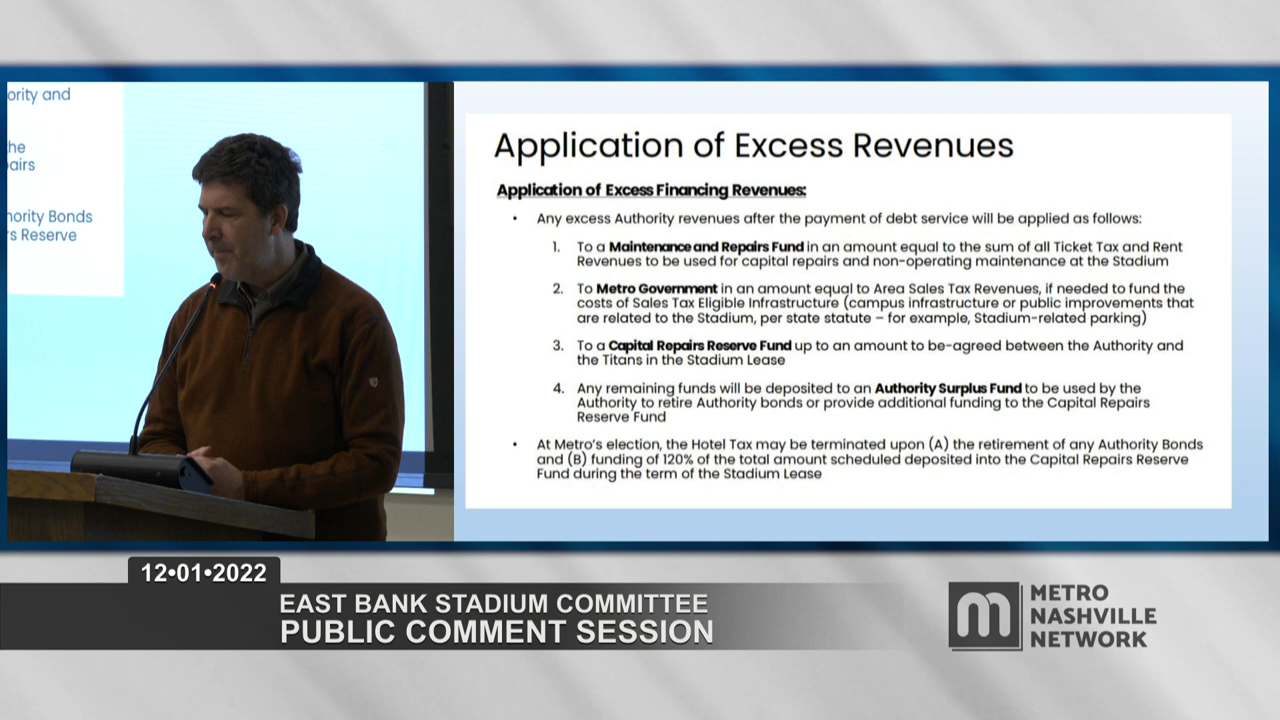 ority and
the
pairs
hority Bonds
rs Reserve
Application of Excess Revenues
Application of Excess Financing Revenues:
• Any excess Authority revenues after the payment of debt service will be applied as follows:
1. To a Maintenance and Repairs Fund in an amount equal to the sum of all Ticket Tax and Rent
Revenues to be used for capital repairs and non-operating maintenance at the Stadium
2. To Metro Government in an amount equal to Area Sales Tax Revenues, if needed to fund the
costs of Sales Tax Eligible Infrastructure (campus infrastructure or public improvements that
are related to the Stadium, per state statute – for example, Stadium-related parking)
3. To a Capital Repairs Reserve Fund up to an amount to be-agreed between the Authority and
the Titans in the Stadium Lease
4. Any remaining funds will be deposited to an Authority Surplus Fund to be used by the
Authority to retire Authority bonds or provide additional funding to the Capital Repairs
Reserve Fund
• At Metro's election, the Hotel Tax may be terminated upon (A) the retirement of any Authority Bonds
and (B) funding of 120% of the total amount scheduled deposited into the Capital Repairs Reserve
Fund during the term of the Stadium Lease
12•01•2022
EAST BANK STADIUM COMMITTEE
PUBLIC COMMENT SESSION
m
METRO
NASHVILLE
NETWORK